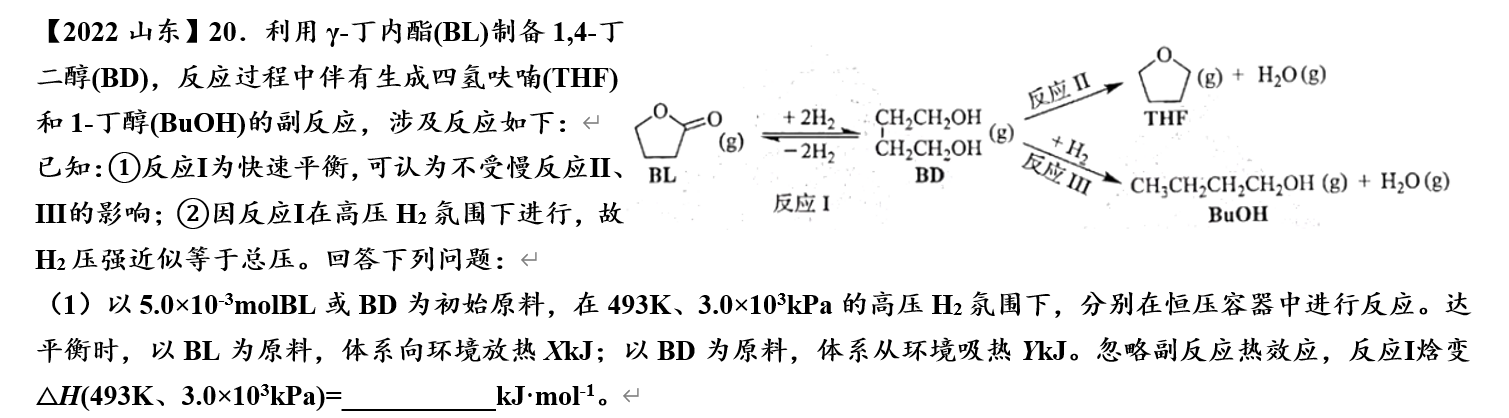 【2022 山东】20．利用 γ-丁内酯(BL)制备 1,4-丁
二醇(BD)，反应过程中伴有生成四氢呋喃(THF)
和 1-丁醇(BuOH)的副反应，涉及反应如下：↵
已知：①反应I为快速平衡，可认为不受慢反应II、
III的影响；②因反应I在高压 H₂ 氛围下进行，故
H₂ 压强近似等于总压。回答下列问题：↵
O
O
(g)
BL
+ 2H₂
− 2H₂
反应 I
CH₂CH₂OH
CH₂CH₂OH
(g)
BD
反应 II
O
(g) + H₂O(g)
THF
+ H₂
反应 III
CH₃CH₂CH₂CH₂OH (g) + H₂O(g)
BuOH
（1）以 5.0×10⁻³molBL 或 BD 为初始原料，在 493K、3.0×10³kPa 的高压 H₂ 氛围下，分别在恒压容器中进行反应。达
平衡时，以 BL 为原料，体系向环境放热 XkJ；以 BD 为原料，体系从环境吸热 YkJ。忽略副反应热效应，反应I焓变
△H(493K、3.0×10³kPa)=___________kJ·mol⁻¹。↵